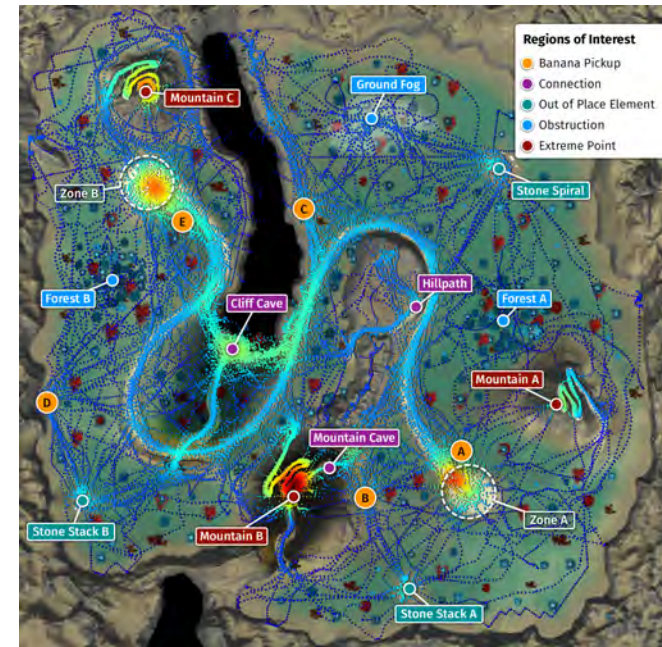 Regions of Interest
Banana Pickup
Connection
Out of Place Element
Obstruction
Extreme Point
Ground Fog
Mountain C
Stone Spiral
Zone B
E
C
Forest B
Hillpath
Cliff Cave
Forest A
Mountain A
D
Mountain Cave
A
B
Stone Stack B
Mountain B
Zone A
Stone Stack A